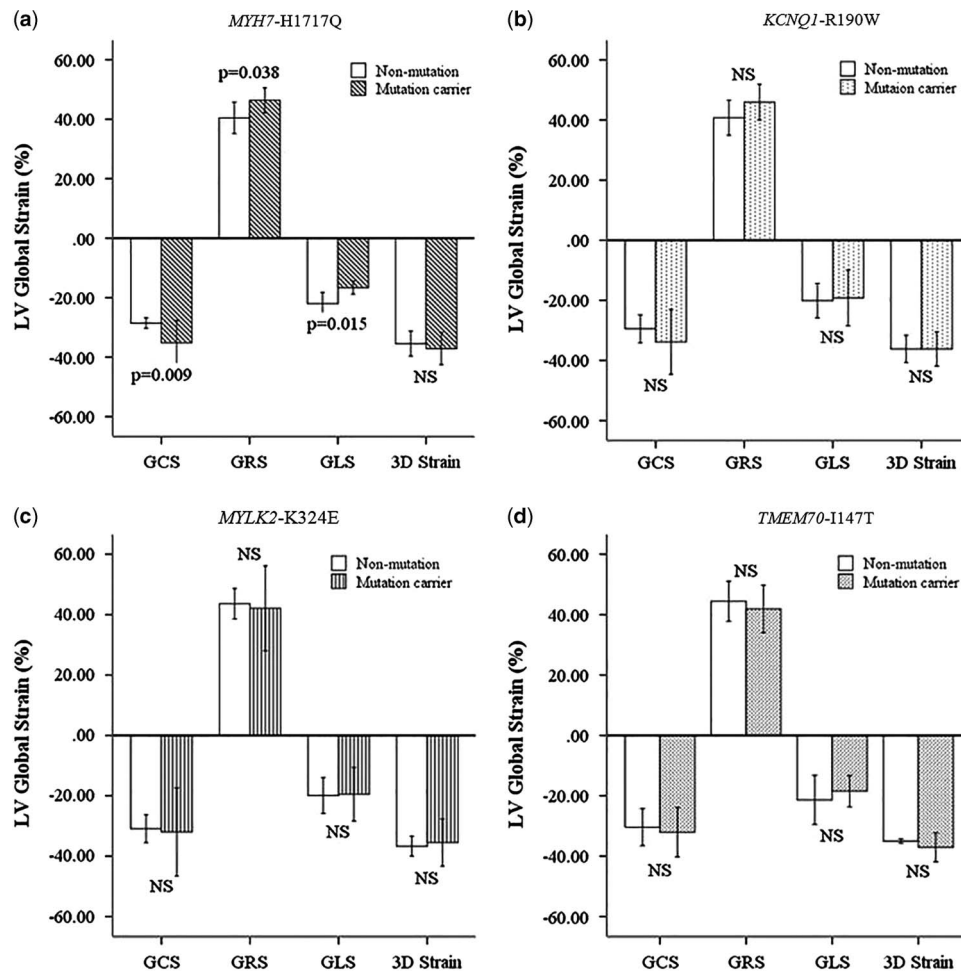 (a)
MYH7-H1717Q
LV Global Strain (%)
60.00
40.00
20.00
.00
-20.00
-40.00
-60.00
Non-mutation
Mutation carrier
p=0.038
p=0.009
p=0.015
NS
GCS GRS GLS 3D Strain
(b)
KCNQ1-R190W
LV Global Strain (%)
60.00
40.00
20.00
.00
-20.00
-40.00
-60.00
Non-mutation
Mutaion carrier
NS
NS
NS
NS
GCS GRS GLS 3D Strain
(c)
MYLK2-K324E
LV Global Strain (%)
60.00
40.00
20.00
.00
-20.00
-40.00
-60.00
Non-mutation
Mutation carrier
NS
NS
NS
NS
GCS GRS GLS 3D Strain
(d)
TMEM70-I147T
LV Global Strain (%)
60.00
40.00
20.00
.00
-20.00
-40.00
-60.00
Non-mutation
Mutation carrier
NS
NS
NS
NS
GCS GRS GLS 3D Strain